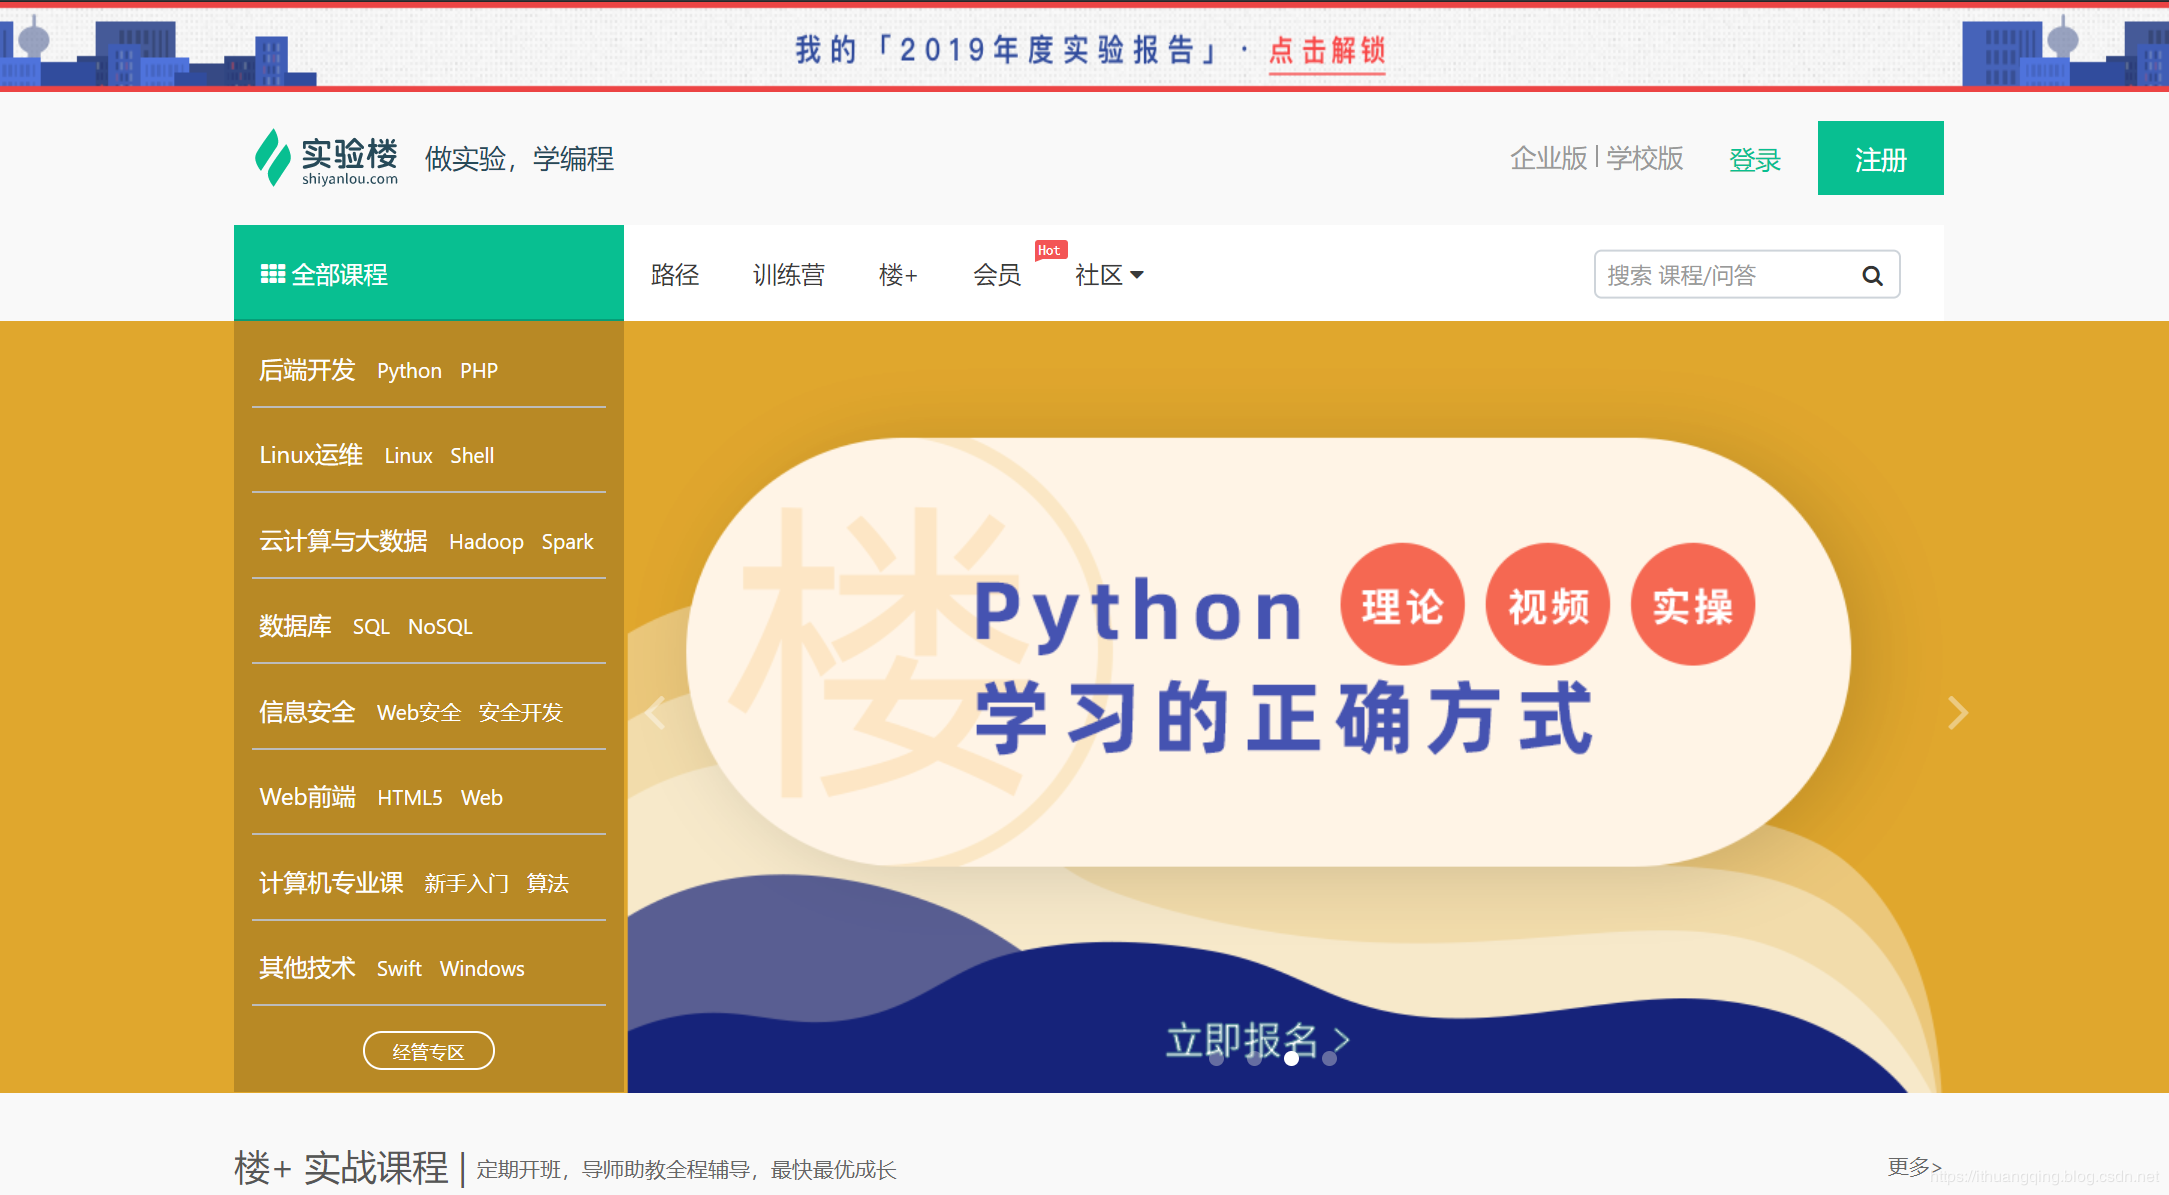 我的「2019年度实验报告」· 点击解锁
实验楼
shiyanlou.com
做实验，学编程
企业版 | 学校版 登录 注册
全部课程 路径 训练营 楼+ 会员 Hot 社区 搜索 课程/问答
后端开发 Python PHP
Linux运维 Linux Shell
云计算与大数据 Hadoop Spark
数据库 SQL NoSQL
信息安全 Web安全 安全开发
Web前端 HTML5 Web
计算机专业课 新手入门 算法
其他技术 Swift Windows
经管专区
楼
Python 理论 视频 实操
学习的正确方式
立即报名 >
楼+ 实战课程 | 定期开班，导师助教全程辅导，最快最优成长
更多>
https://ithuangqing.blog.csdn.net